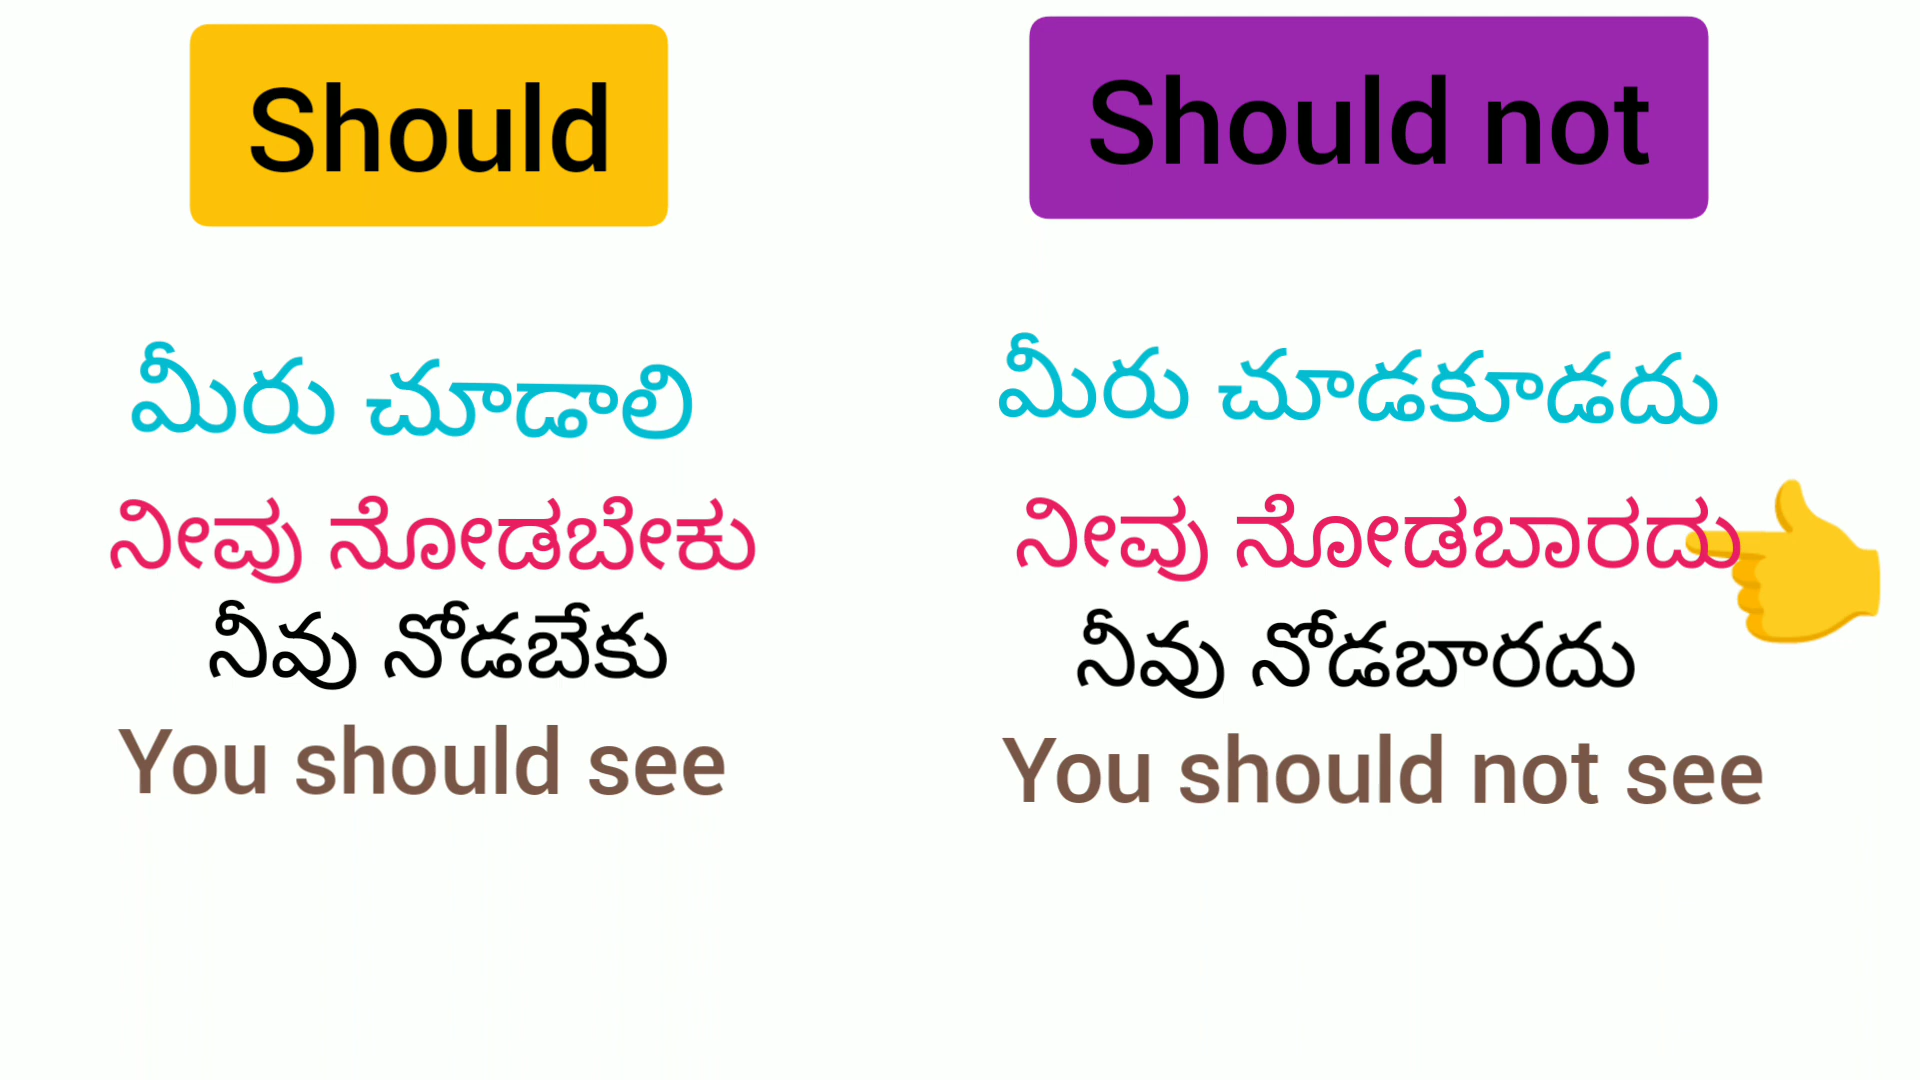 Should
మీరు చూడాలి
ನೀವು ನೋಡಬೇಕು
నీవు నోడబేకు
You should see
Should not
మీరు చూడకూడదు
ನೀವು ನೋಡಬಾರದು
నీవు నోడబారదు
You should not see